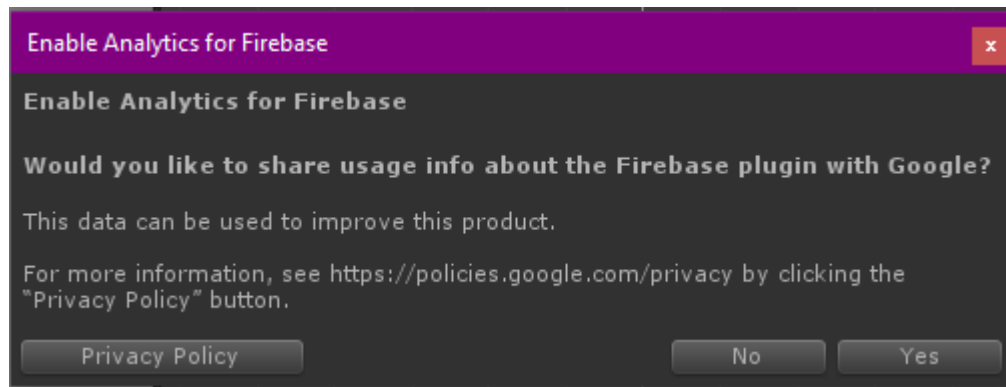 Enable Analytics for Firebase
x
Enable Analytics for Firebase
Would you like to share usage info about the Firebase plugin with Google?
This data can be used to improve this product.
For more information, see https://policies.google.com/privacy by clicking the
"Privacy Policy" button.
Privacy Policy No Yes